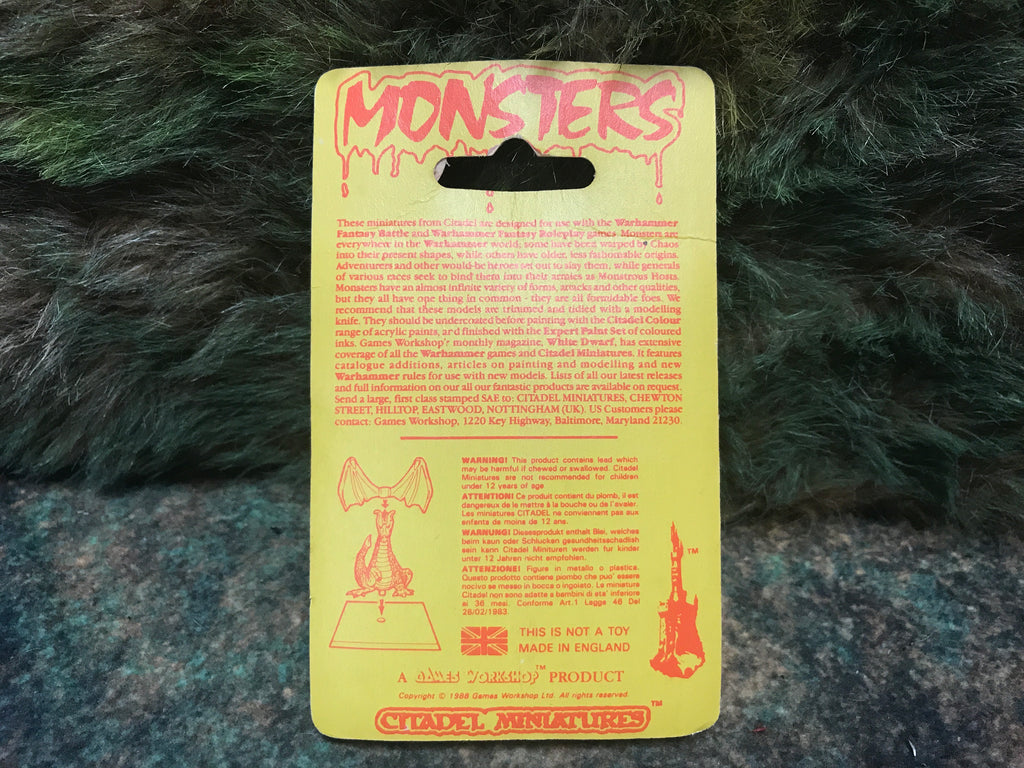 MONSTERS
These miniatures from Citadel are designed for use with the Warhammer
Fantasy Battle and Warhammer Fantasy Roleplay games. Monsters are
everywhere in the Warhammer world; some have been warped by Chaos
into their present shapes, while others have older, less fathomable origins.
Adventurers and other would-be heroes set out to slay them, while generals
of various races seek to bind them into their armies as Monstrous Hosts.
Monsters have an almost infinite variety of forms, attacks and other qualities,
but they all have one thing in common - they are all formidable foes. We
recommend that these models are trimmed and tidied with a modelling
knife. They should be undercoated before painting with the Citadel Colour
range of acrylic paints, and finished with the Expert Paint Set of coloured
inks. Games Workshop's monthly magazine, White Dwarf, has extensive
coverage of all the Warhammer games and Citadel Miniatures. It features
catalogue additions, articles on painting and modelling and new
Warhammer rules for use with new models. Lists of all our latest releases
and full information on our all our fantastic products are available on request.
Send a large, first class stamped SAE to: CITADEL MINIATURES, CHEWTON
STREET, HILLTOP, EASTWOOD, NOTTINGHAM (UK). US Customers please
contact: Games Workshop, 1220 Key Highway, Baltimore, Maryland 21230.
WARNING! This product contains lead which
may be harmful if chewed or swallowed. Citadel
Miniatures are not recommended for children
under 12 years of age
ATTENTION! Ce produit contient du plomb, il est
dangereux de le mettre à la bouche ou de l'avaler.
Les miniatures CITADEL ne conviennent pas aux
enfants de moins de 12 ans.
WARNUNG! Diesesprodukt enthalt Blei, welches
beim kaun oder Schlucken gesundheitsschadlish
sein kann Citadel Minituren werden fur kinder
unter 12 Jahren nicht empfohlen.
ATTENZIONE! Figure in metallo o plastica.
Questo prodotto contiene piombo che puo' essere
nocivo se messo in bocca o ingoiato. Le miniature
Citadel non sono adatte a bambini di eta' inferiore
ai 36 mesi. Conforme Art.1 Legge 46 Del
26/02/1983.
TM
THIS IS NOT A TOY
MADE IN ENGLAND
A GAMES WORKSHOP™ PRODUCT
Copyright © 1988 Games Workshop Ltd. All rights reserved.
CITADEL MINIATURES™